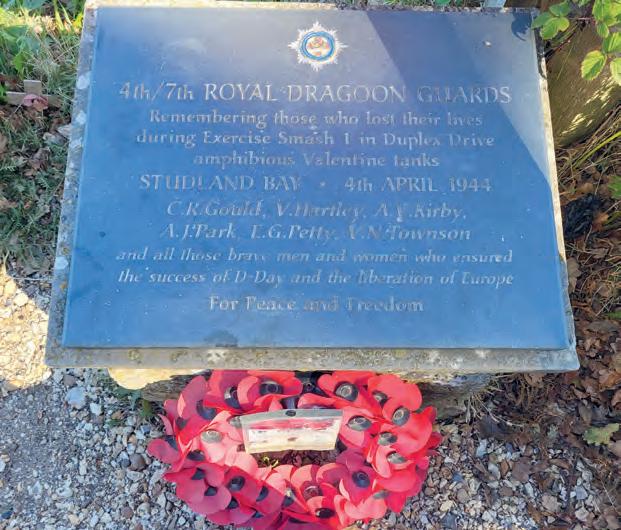 4th/7th ROYAL DRAGOON GUARDS
Remembering those who lost their lives
during Exercise Smash 1 in Duplex Drive
amphibious Valentine tanks
STUDLAND BAY • 4th APRIL 1944
C.R.Gould, V.Hartley, A.V.Kirby,
A.J.Park, E.G.Petty, V.N.Townson
and all those brave men and women who ensured
the success of D-Day and the liberation of Europe
For Peace and Freedom